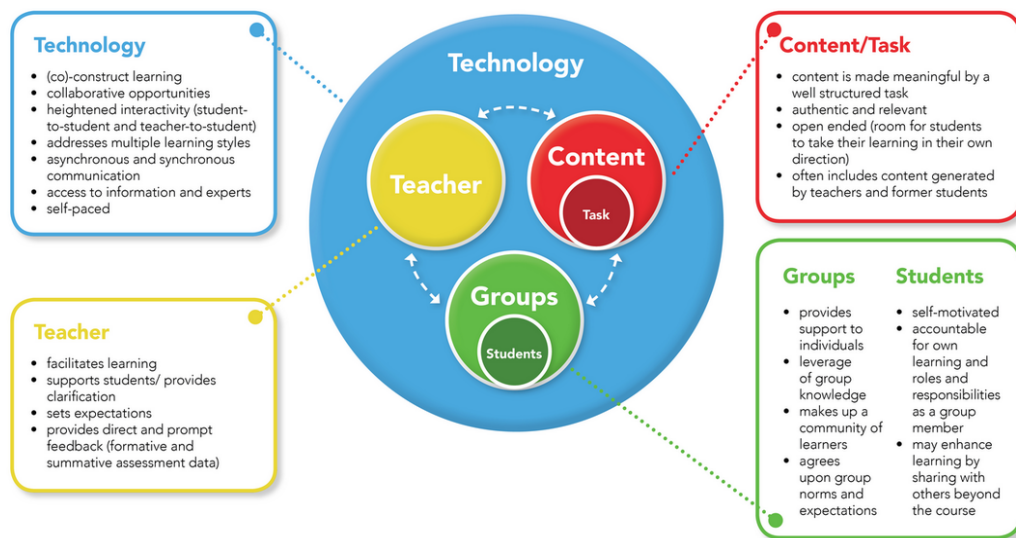 Technology
• (co)-construct learning
• collaborative opportunities
• heightened interactivity (student-
to-student and teacher-to-student)
• addresses multiple learning styles
• asynchronous and synchronous
communication
• access to information and experts
• self-paced
Technology
Teacher
Content
Task
Groups
Students
Content/Task
• content is made meaningful by a
well structured task
• authentic and relevant
• open ended (room for students
to take their learning in their own
direction)
• often includes content generated
by teachers and former students
Teacher
• facilitates learning
• supports students/ provides
clarification
• sets expectations
• provides direct and prompt
feedback (formative and
summative assessment data)
Groups
• provides
support to
individuals
• leverage
of group
knowledge
• makes up a
community of
learners
• agrees
upon group
norms and
expectations
Students
• self-motivated
• accountable
for own
learning and
roles and
responsibilities
as a group
member
• may enhance
learning by
sharing with
others beyond
the course